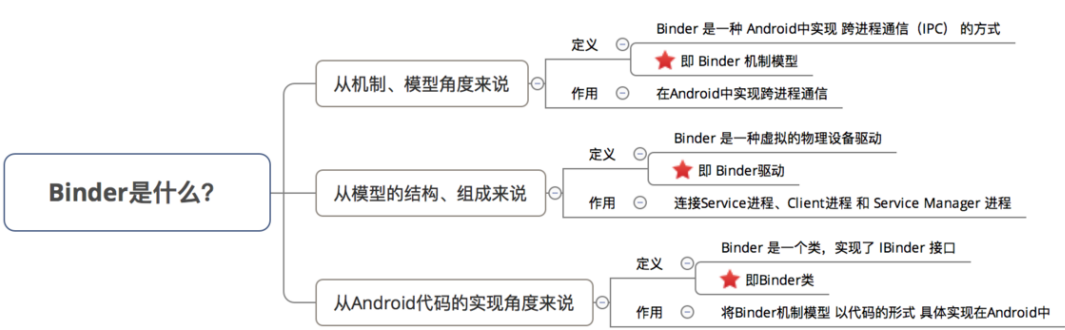 Binder是什么?
从机制、模型角度来说
定义
Binder 是一种 Android中实现 跨进程通信（IPC） 的方式
即 Binder 机制模型
作用
在Android中实现跨进程通信
从模型的结构、组成来说
定义
Binder 是一种虚拟的物理设备驱动
即 Binder驱动
作用
连接Service进程、Client进程 和 Service Manager 进程
从Android代码的实现角度来说
定义
Binder 是一个类，实现了 IBinder 接口
即Binder类
作用
将Binder机制模型 以代码的形式 具体实现在Android中